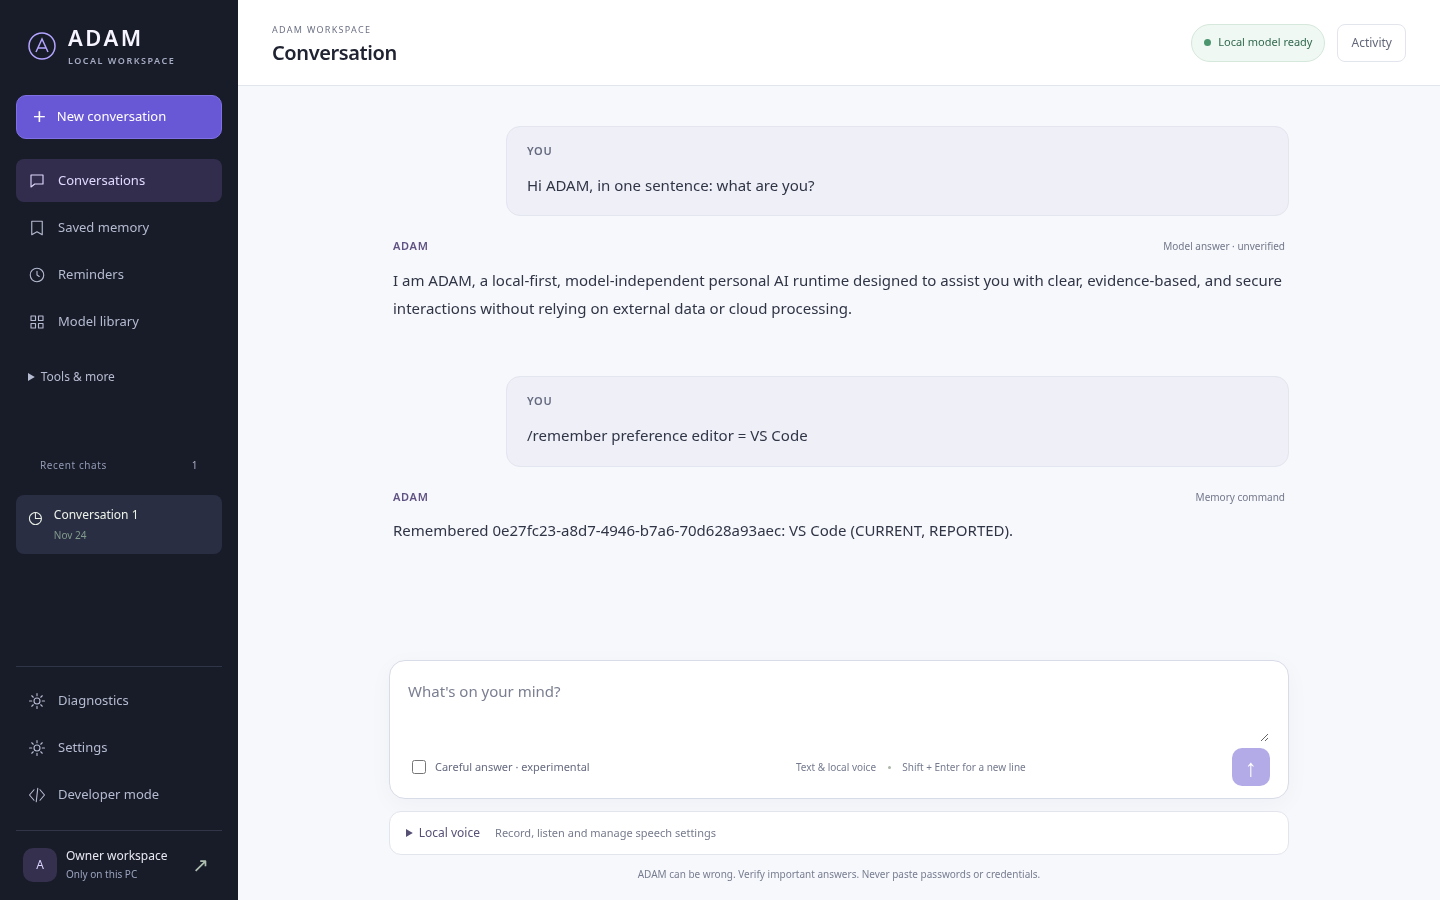 ADAM
LOCAL WORKSPACE
+ New conversation
Conversations
Saved memory
Reminders
Model library
Tools & more
Recent chats 1
Conversation 1
Nov 24
Diagnostics
Settings
Developer mode
A
Owner workspace
Only on this PC
ADAM WORKSPACE
Conversation
Local model ready
Activity
YOU
Hi ADAM, in one sentence: what are you?
ADAM Model answer · unverified
I am ADAM, a local-first, model-independent personal AI runtime designed to assist you with clear, evidence-based, and secure
interactions without relying on external data or cloud processing.
YOU
/remember preference editor = VS Code
ADAM Memory command
Remembered 0e27fc23-a8d7-4946-b7a6-70d628a93aec: VS Code (CURRENT, REPORTED).
What's on your mind?
Careful answer · experimental Text & local voice • Shift + Enter for a new line
Local voice Record, listen and manage speech settings
ADAM can be wrong. Verify important answers. Never paste passwords or credentials.